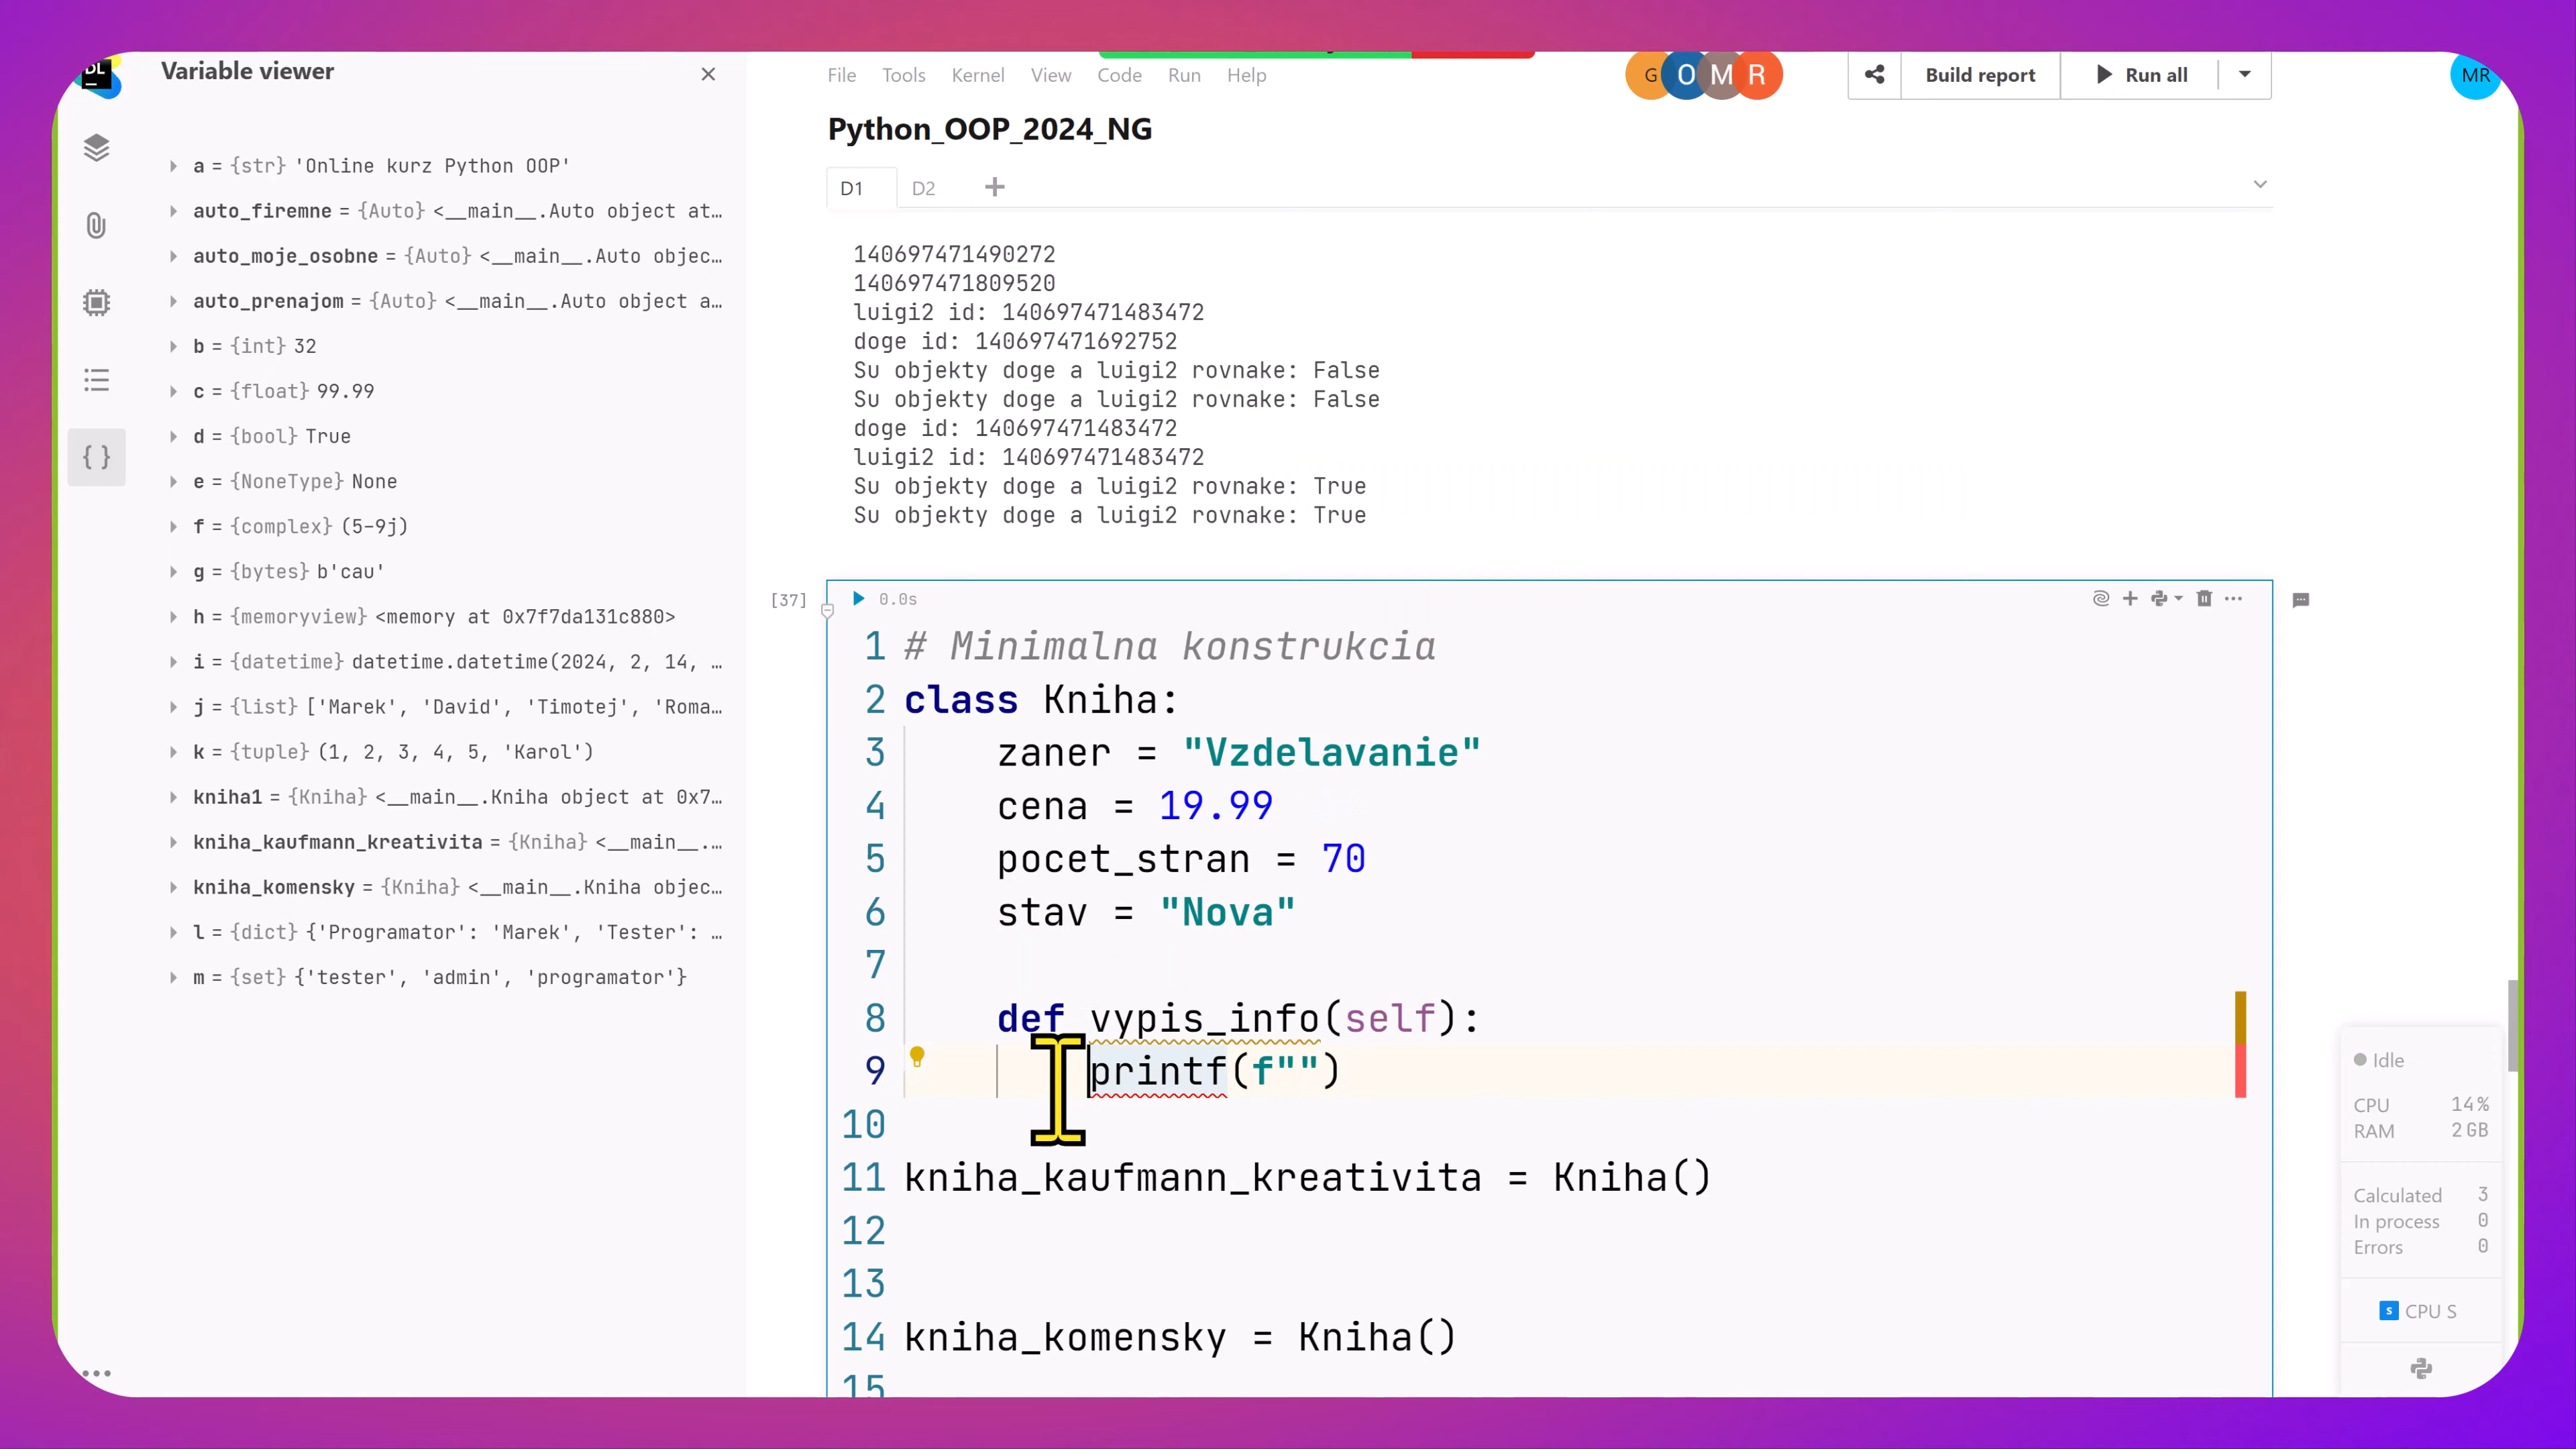 DL
Variable viewer
a = {str} 'Online kurz Python OOP'
auto_firemne = {Auto} <__main__.Auto object at…
auto_moje_osobne = {Auto} <__main__.Auto objec…
auto_prenajom = {Auto} <__main__.Auto object a…
b = {int} 32
c = {float} 99.99
d = {bool} True
e = {NoneType} None
f = {complex} (5-9j)
g = {bytes} b'cau'
h = {memoryview} <memory at 0x7f7da131c880>
i = {datetime} datetime.datetime(2024, 2, 14, …
j = {list} ['Marek', 'David', 'Timotej', 'Roma…
k = {tuple} (1, 2, 3, 4, 5, 'Karol')
kniha1 = {Kniha} <__main__.Kniha object at 0x7…
kniha_kaufmann_kreativita = {Kniha} <__main__.…
kniha_komensky = {Kniha} <__main__.Kniha objec…
l = {dict} {'Programator': 'Marek', 'Tester': …
m = {set} {'tester', 'admin', 'programator'}
File Tools Kernel View Code Run Help
G O M R
Build report
Run all
MR
Python_OOP_2024_NG
D1 D2
140697471490272
140697471809520
luigi2 id: 140697471483472
doge id: 140697471692752
Su objekty doge a luigi2 rovnake: False
Su objekty doge a luigi2 rovnake: False
doge id: 140697471483472
luigi2 id: 140697471483472
Su objekty doge a luigi2 rovnake: True
Su objekty doge a luigi2 rovnake: True
[37] 0.0s
1 # Minimalna konstrukcia
2 class Kniha:
3 zaner = "Vzdelavanie"
4 cena = 19.99
5 pocet_stran = 70
6 stav = "Nova"
7
8 def vypis_info(self):
9 printf(f"")
10
11 kniha_kaufmann_kreativita = Kniha()
12
13
14 kniha_komensky = Kniha()
15
Idle
CPU 14%
RAM 2 GB
Calculated 3
In process 0
Errors 0
S CPU S